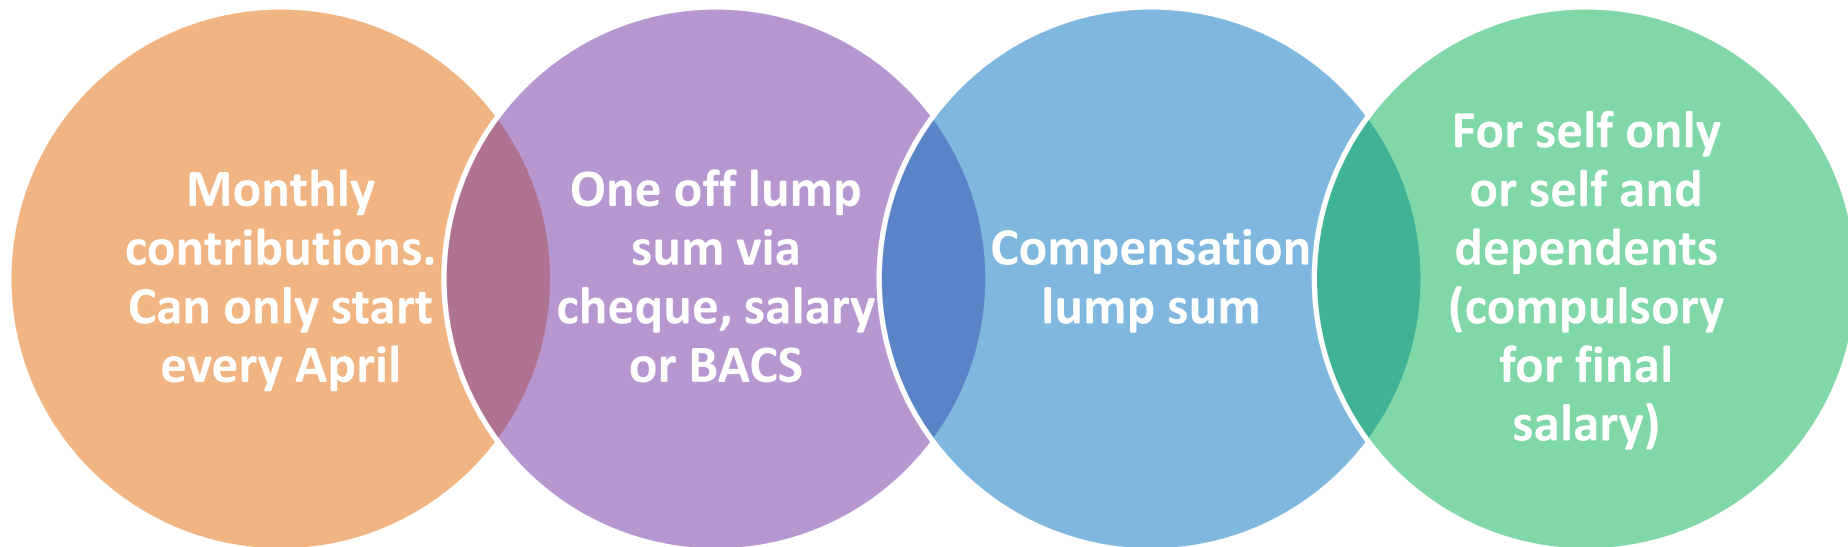 Monthly
contributions.
Can only start
every April
One off lump
sum via
cheque, salary
or BACS
Compensation
lump sum
For self only
or self and
dependents
(compulsory
for final
salary)